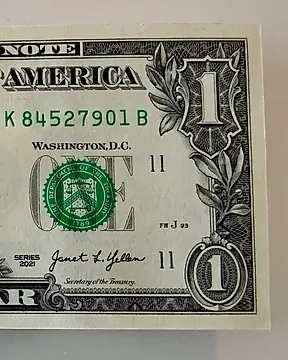 NOTE
AMERICA
1
K 84527901 B
WASHINGTON, D.C.
ONE
11
FW J 93
SERIES
2021
Janet L. Yellen
11
Secretary of the Treasury.
1
AR